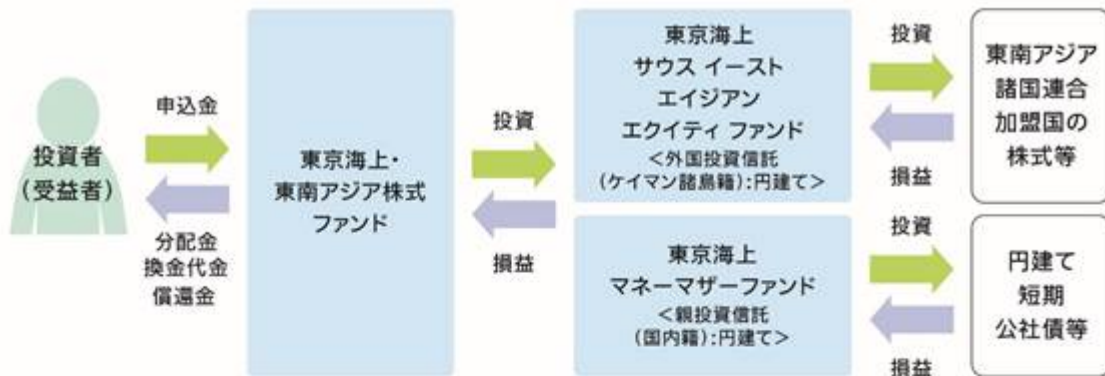 投資者
(受益者)
申込金
分配金
換金代金
償還金
東京海上・
東南アジア株式
ファンド
投資
損益
東京海上
サウス イースト
エイジアン
エクイティ ファンド
<外国投資信託
(ケイマン諸島籍):円建て>
投資
損益
東南アジア
諸国連合
加盟国の
株式等
東京海上
マネーマザーファンド
<親投資信託
(国内籍):円建て>
投資
損益
円建て
短期
公社債等